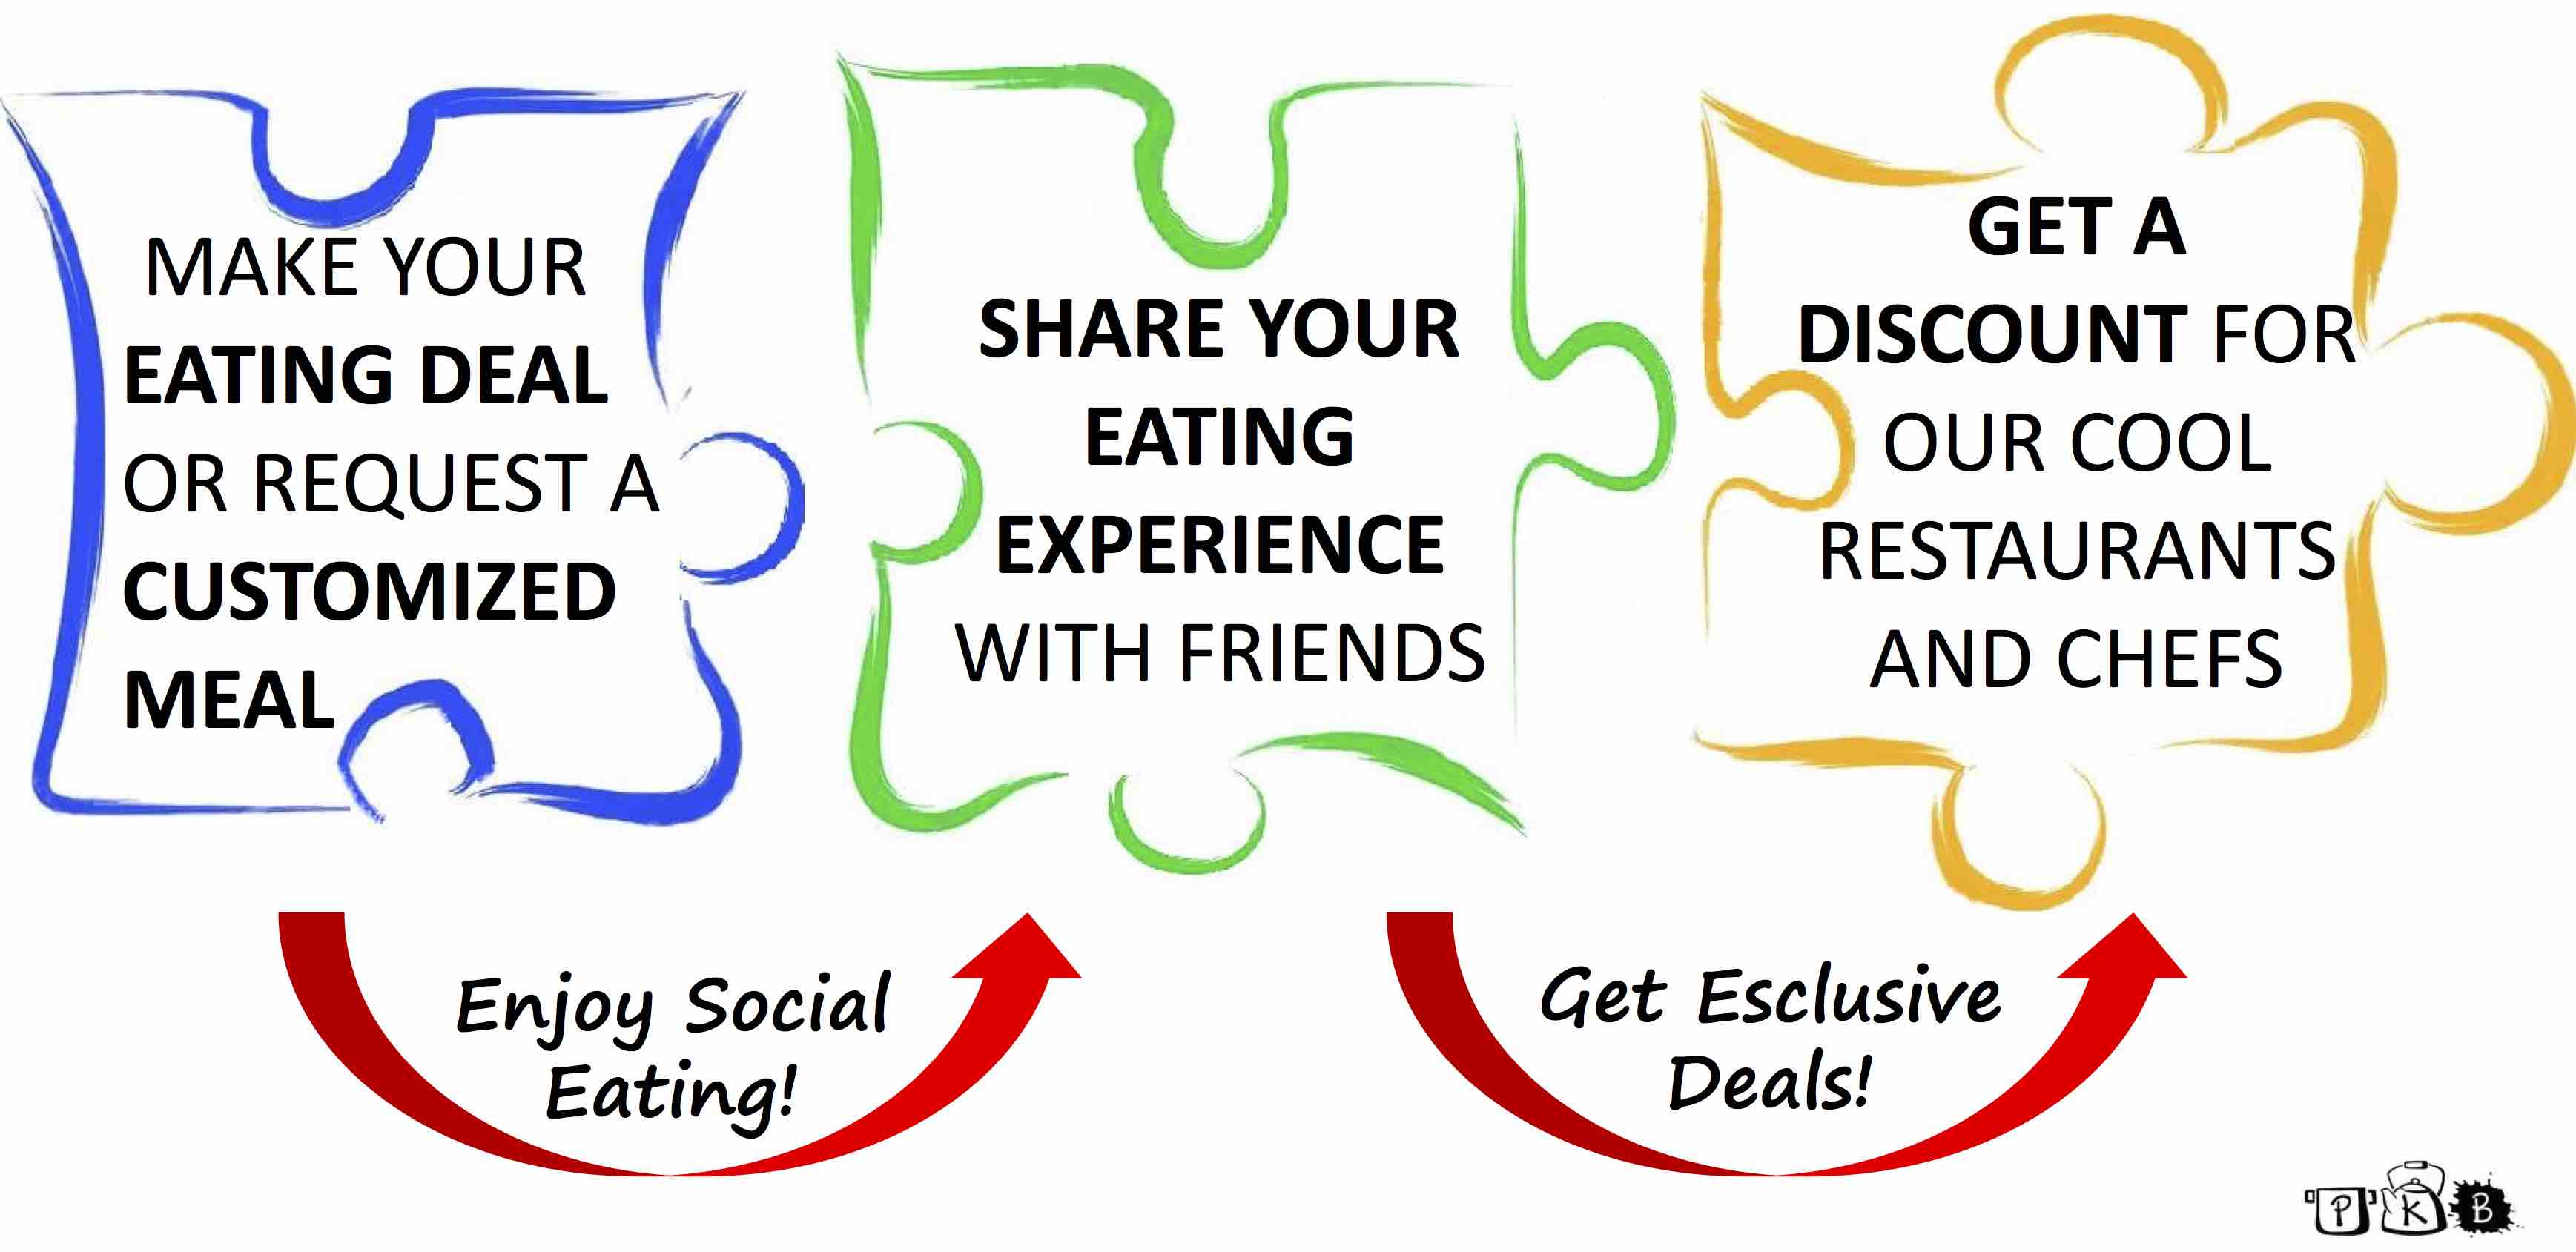 MAKE YOUR
EATING DEAL
OR REQUEST A
CUSTOMIZED
MEAL
SHARE YOUR
EATING
EXPERIENCE
WITH FRIENDS
GET A
DISCOUNT FOR
OUR COOL
RESTAURANTS
AND CHEFS
Enjoy Social
Eating!
Get Esclusive
Deals!
P K B